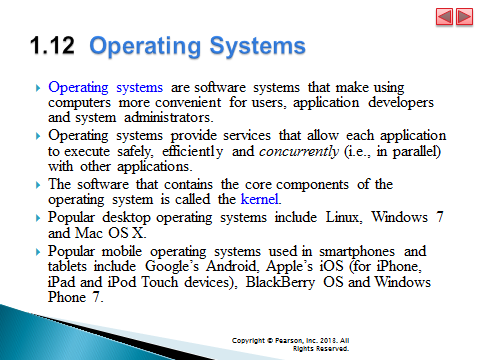 1.12 Operating Systems
Operating systems are software systems that make using
computers more convenient for users, application developers
and system administrators.
Operating systems provide services that allow each application
to execute safely, efficiently and concurrently (i.e., in parallel)
with other applications.
The software that contains the core components of the
operating system is called the kernel.
Popular desktop operating systems include Linux, Windows 7
and Mac OS X.
Popular mobile operating systems used in smartphones and
tablets include Google’s Android, Apple’s iOS (for iPhone,
iPad and iPod Touch devices), BlackBerry OS and Windows
Phone 7.
Copyright © Pearson, Inc. 2013. All
Rights Reserved.